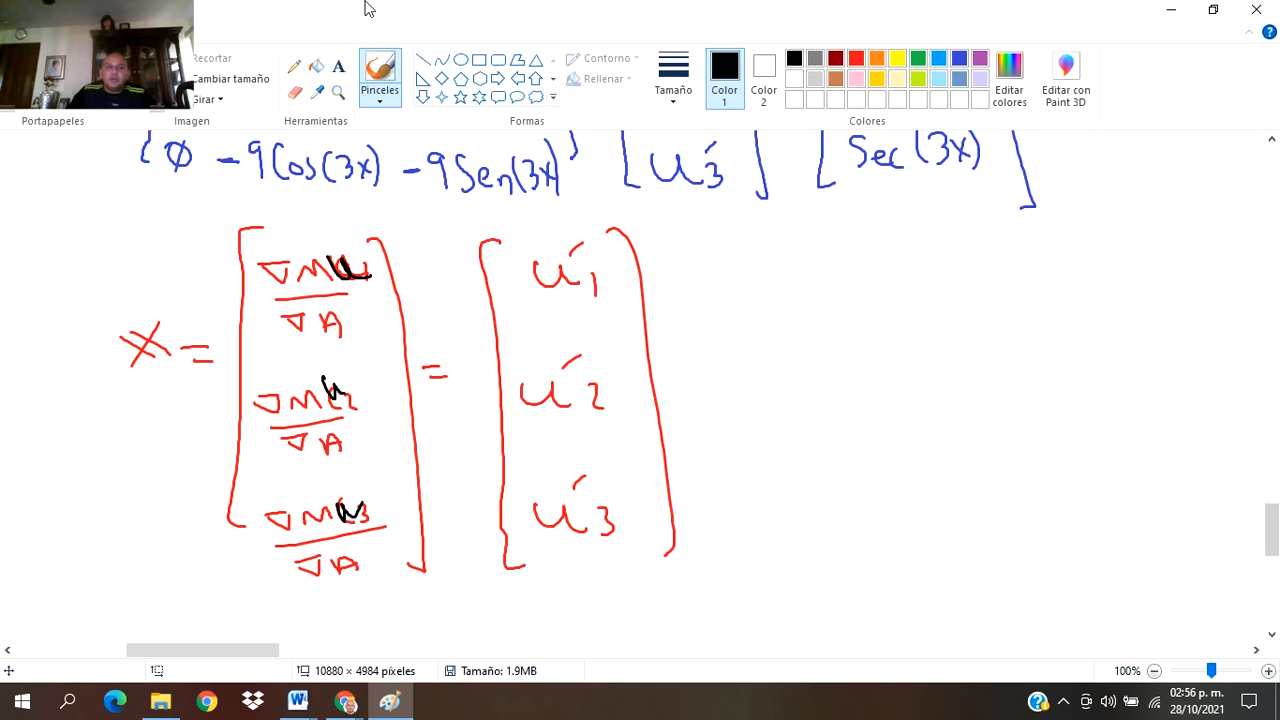 Recortar
Cambiar tamaño
Girar
Pinceles
Contorno
Rellenar
Tamaño
Color
1
Color
2
Editar
colores
Editar con
Paint 3D
Portapapeles
Imagen
Herramientas
Formas
Colores
0 -9Cos(3x) -9Sen(3x) [ U´3 ] [ Sec(3x) ]
X = [ ∇Mu1 / ∇A ] = [ U´1 ]
[ ∇Mu2 / ∇A ] [ U´2 ]
[ ∇Mu3 / ∇A ] [ U´3 ]
10880 × 4984 píxeles
Tamaño: 1.9MB
100%
02:56 p. m.
28/10/2021